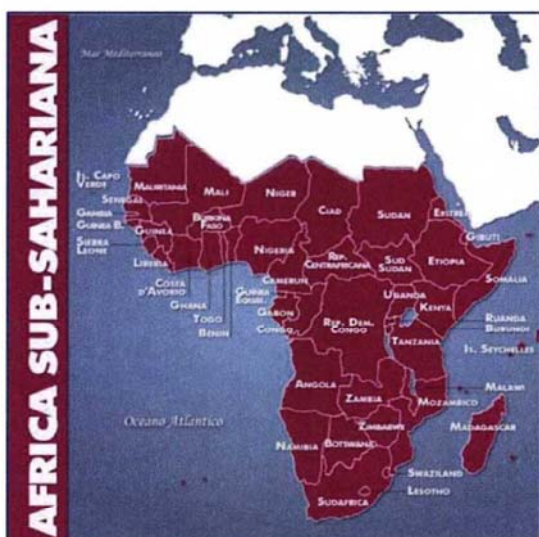 AFRICA SUB-SAHARIANA
Mar Mediterraneo
Is. CAPO
VERDE
MAURITANIA
MALI
NIGER
CIAD
SUDAN
ERITREA
SENEGAL
GAMBIA
GUINEA B.
GUINEA
BURKINA
FASO
GIBUTI
SIERRA
LEONE
NIGERIA
REP.
CENTRAFRICANA
SUD
SUDAN
ETIOPIA
LIBERIA
CAMERUN
SOMALIA
COSTA
D'AVORIO
GUINEA
EQUAL.
UGANDA
GHANA
GABON
KENYA
TOGO
CONGO
REP. DEM.
CONGO
RUANDA
BURUNDI
BENIN
TANZANIA
Is. SEYCHELLES
ANGOLA
MALAWI
ZAMBIA
MOZAMBICO
Oceano Atlantico
ZIMBABWE
MADAGASCAR
NAMIBIA
BOTSWANA
SWAZILAND
LESOTHO
SUDAFRICA